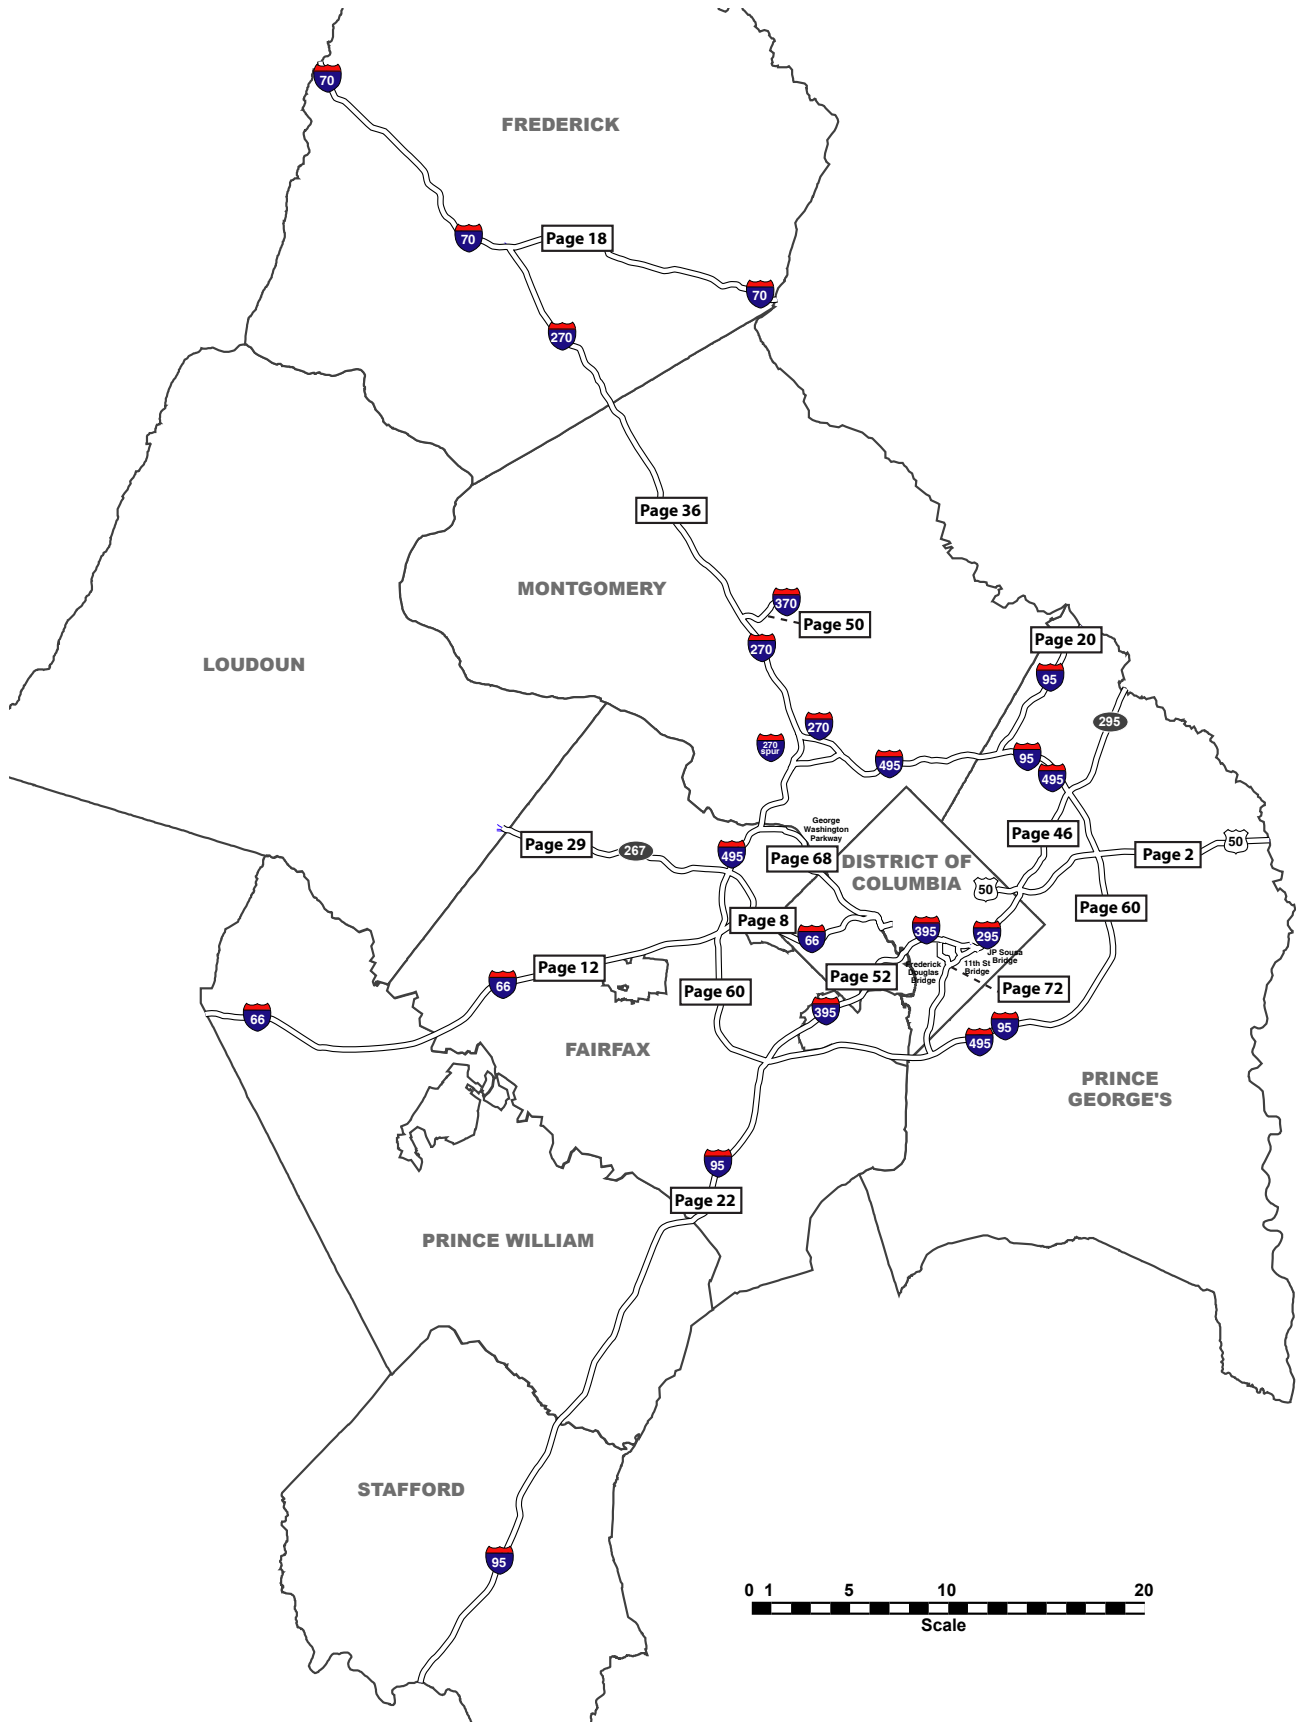 70
FREDERICK
70
Page 18
70
270
Page 36
MONTGOMERY
370
Page 50
270
Page 20
LOUDOUN
95
295
270
270
spur
495
95
495
George
Washington
Parkway
Page 29
267
495
Page 68
DISTRICT OF
COLUMBIA
Page 46
Page 2
50
50
Page 60
Page 8
66
395
295
JP Sousa
Bridge
11th St
Bridge
Frederick
Douglas
Bridge
Page 12
66
Page 52
Page 72
Page 60
66
395
95
495
FAIRFAX
PRINCE
GEORGE'S
95
Page 22
PRINCE WILLIAM
STAFFORD
95
0 1 5 10 20
Scale